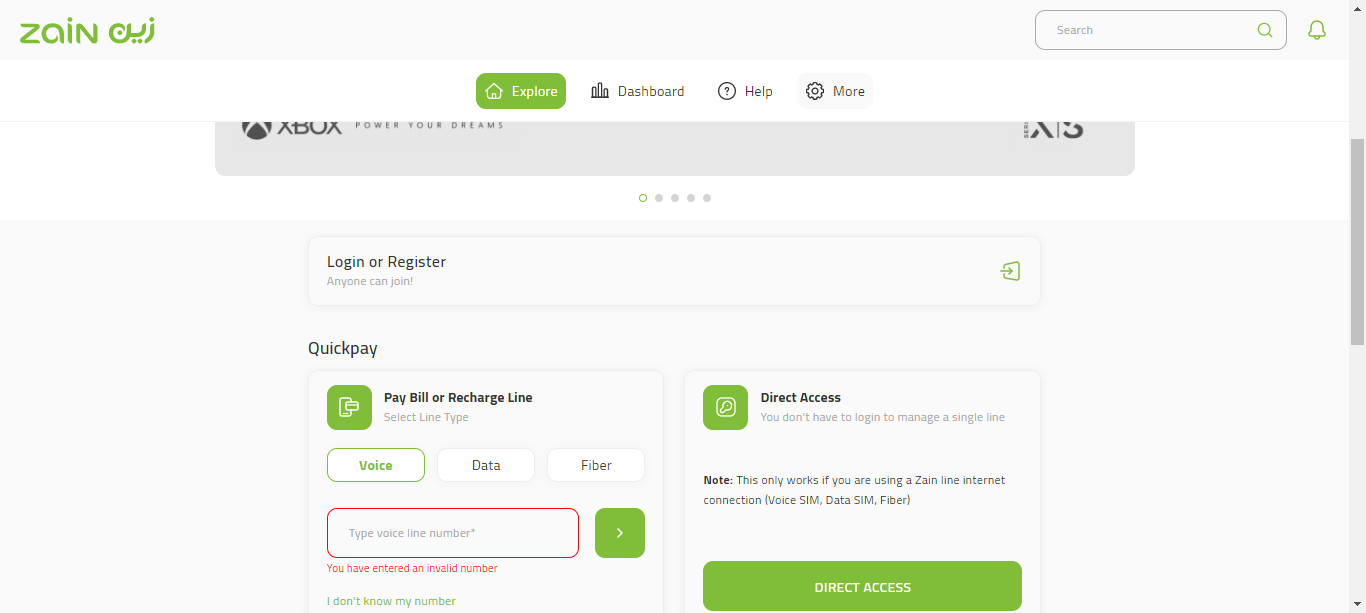 zain زين
Search
Explore
Dashboard
Help
More
XBOX POWER YOUR DREAMS
SERIES X|S
Login or Register
Anyone can join!
Quickpay
Pay Bill or Recharge Line
Select Line Type
Voice
Data
Fiber
Type voice line number*
You have entered an invalid number
I don't know my number
Direct Access
You don't have to login to manage a single line
Note: This only works if you are using a Zain line internet
connection (Voice SIM, Data SIM, Fiber)
DIRECT ACCESS